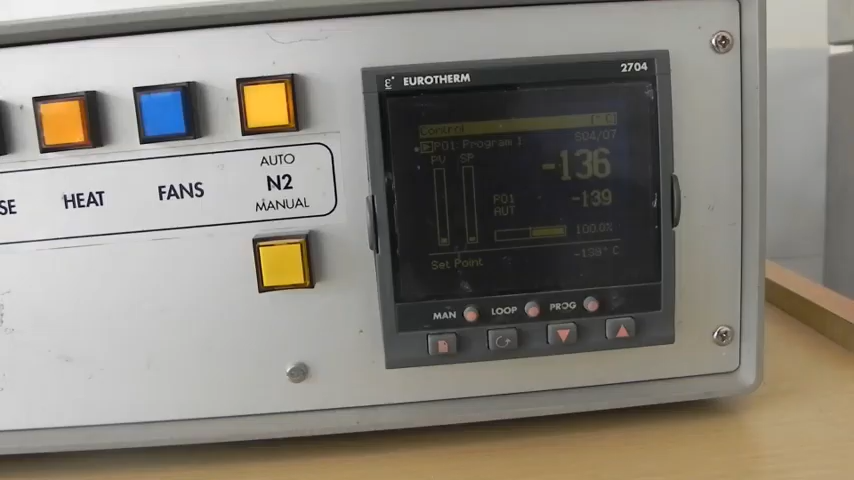 EUROTHERM 2704
Control 1°C
P01: Program 1 S04/07
PV SP
-136
P01 -139
AUT
100.0%
Set Point -139°C
MAN LOOP PROG
SE HEAT FANS
AUTO
N2
MANUAL